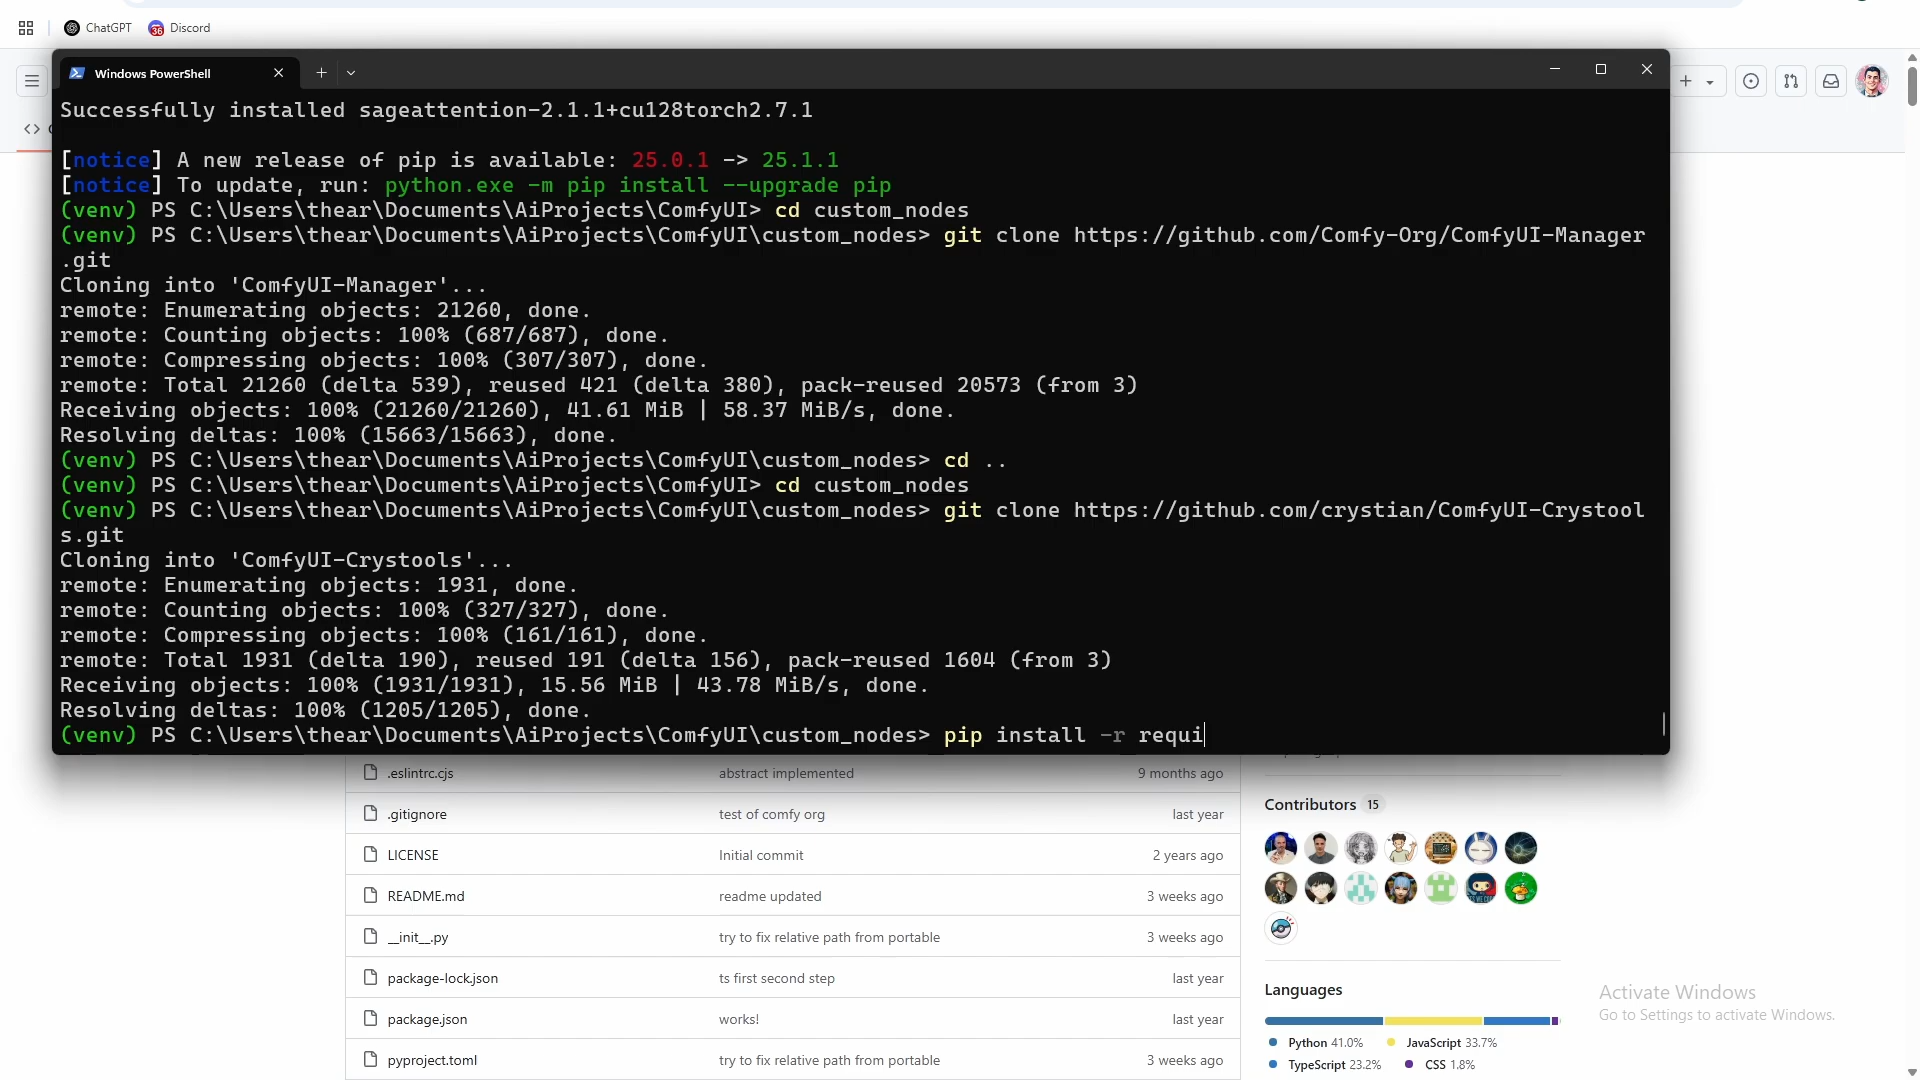 ChatGPT
36 Discord
Windows PowerShell
Successfully installed sageattention-2.1.1+cu128torch2.7.1
[notice] A new release of pip is available: 25.0.1 -> 25.1.1
[notice] To update, run: python.exe -m pip install --upgrade pip
(venv) PS C:\Users\thear\Documents\AiProjects\ComfyUI> cd custom_nodes
(venv) PS C:\Users\thear\Documents\AiProjects\ComfyUI\custom_nodes> git clone https://github.com/Comfy-Org/ComfyUI-Manager
.git
Cloning into 'ComfyUI-Manager'...
remote: Enumerating objects: 21260, done.
remote: Counting objects: 100% (687/687), done.
remote: Compressing objects: 100% (307/307), done.
remote: Total 21260 (delta 539), reused 421 (delta 380), pack-reused 20573 (from 3)
Receiving objects: 100% (21260/21260), 41.61 MiB | 58.37 MiB/s, done.
Resolving deltas: 100% (15663/15663), done.
(venv) PS C:\Users\thear\Documents\AiProjects\ComfyUI\custom_nodes> cd ..
(venv) PS C:\Users\thear\Documents\AiProjects\ComfyUI> cd custom_nodes
(venv) PS C:\Users\thear\Documents\AiProjects\ComfyUI\custom_nodes> git clone https://github.com/crystian/ComfyUI-Crystool
s.git
Cloning into 'ComfyUI-Crystools'...
remote: Enumerating objects: 1931, done.
remote: Counting objects: 100% (327/327), done.
remote: Compressing objects: 100% (161/161), done.
remote: Total 1931 (delta 190), reused 191 (delta 156), pack-reused 1604 (from 3)
Receiving objects: 100% (1931/1931), 15.56 MiB | 43.78 MiB/s, done.
Resolving deltas: 100% (1205/1205), done.
(venv) PS C:\Users\thear\Documents\AiProjects\ComfyUI\custom_nodes> pip install -r requi
.eslintrc.cjs abstract implemented 9 months ago
.gitignore test of comfy org last year
LICENSE Initial commit 2 years ago
README.md readme updated 3 weeks ago
__init__.py try to fix relative path from portable 3 weeks ago
package-lock.json ts first second step last year
package.json works! last year
pyproject.toml try to fix relative path from portable 3 weeks ago
Contributors 15
Languages
Python 41.0% JavaScript 33.7%
TypeScript 23.2% CSS 1.8%
Activate Windows
Go to Settings to activate Windows.